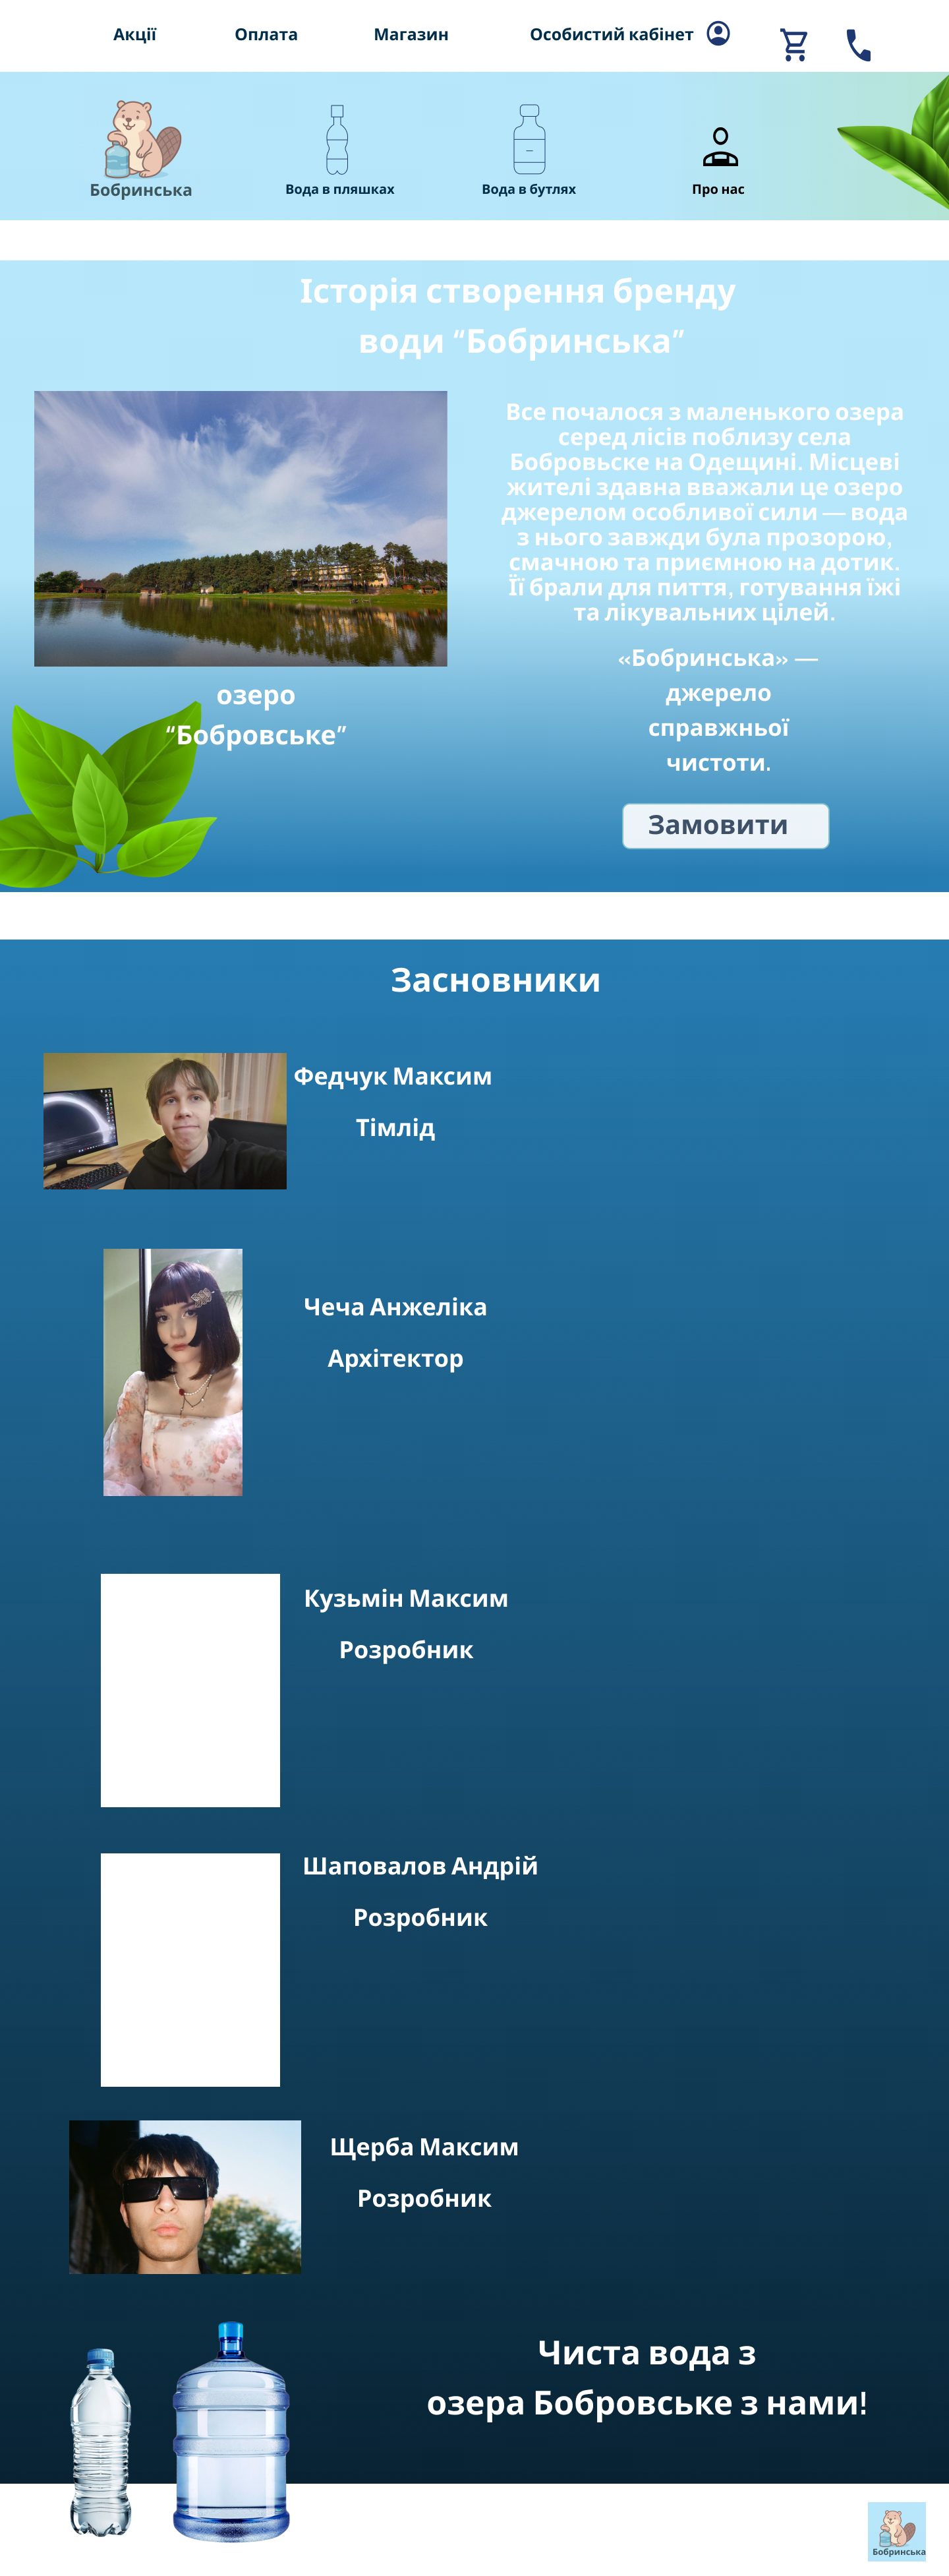 Акції
Оплата
Магазин
Особистий кабінет
Бобринська
Вода в пляшках
Вода в бутлях
Про нас
Історія створення бренду
води “Бобринська”
Все почалося з маленького озера
серед лісів поблизу села
Бобровьске на Одещині. Місцеві
жителі здавна вважали це озеро
джерелом особливої сили — вода
з нього завжди була прозорою,
смачною та приємною на дотик.
Її брали для пиття, готування їжі
та лікувальних цілей.
озеро
“Бобровське”
«Бобринська» —
джерело
справжньої
чистоти.
Замовити
Засновники
Федчук Максим
Тімлід
Чеча Анжеліка
Архітектор
Кузьмін Максим
Розробник
Шаповалов Андрій
Розробник
Щерба Максим
Розробник
Чиста вода з
озера Бобровське з нами!
Бобринська